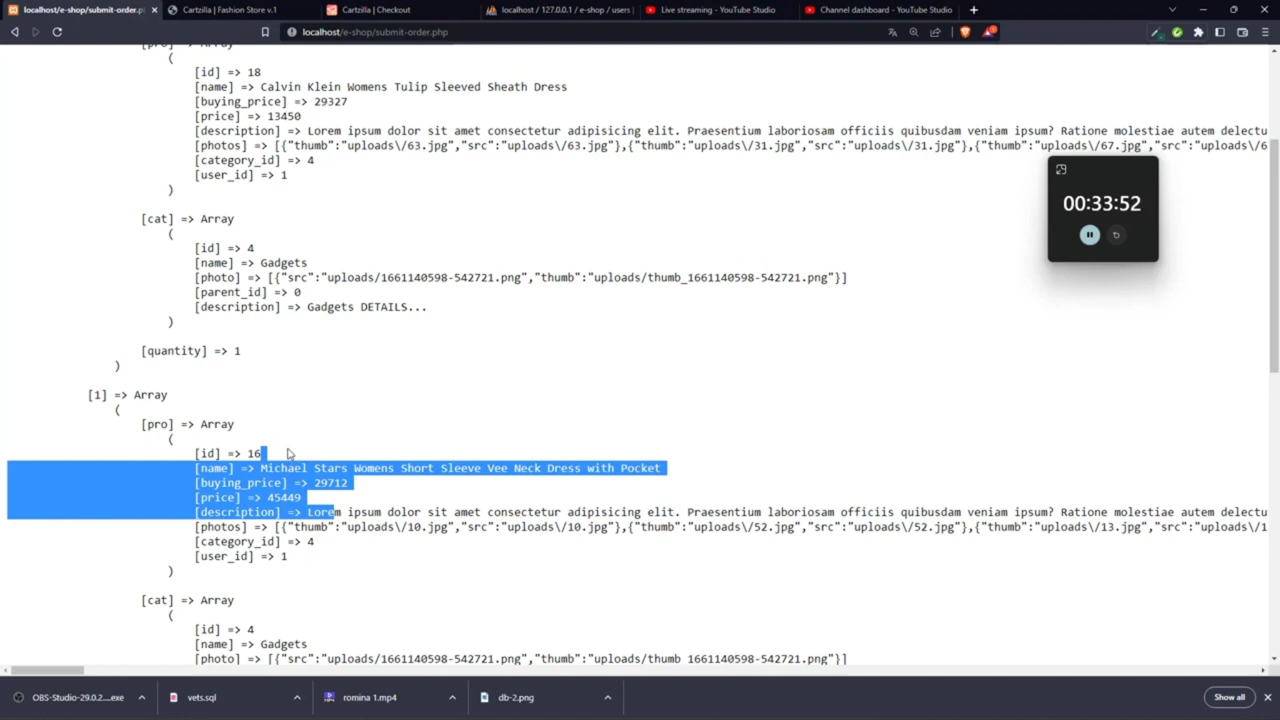 localhost/e-shop/submit-order.p
Cartzilla | Fashion Store v.1
Cartzilla | Checkout
localhost / 127.0.0.1 / e-shop / users
Live streaming - YouTube Studio
Channel dashboard - YouTube Studio
localhost/e-shop/submit-order.php
[pro] => Array
(
[id] => 18
[name] => Calvin Klein Womens Tulip Sleeved Sheath Dress
[buying_price] => 29327
[price] => 13450
[description] => Lorem ipsum dolor sit amet consectetur adipisicing elit. Praesentium laboriosam officiis quibusdam veniam ipsum? Ratione molestiae autem delectu
[photos] => [{"thumb":"uploads\/63.jpg","src":"uploads\/63.jpg"},{"thumb":"uploads\/31.jpg","src":"uploads\/31.jpg"},{"thumb":"uploads\/67.jpg","src":"uploads\/6
[category_id] => 4
[user_id] => 1
)
[cat] => Array
(
[id] => 4
[name] => Gadgets
[photo] => [{"src":"uploads/1661140598-542721.png","thumb":"uploads/thumb_1661140598-542721.png"}]
[parent_id] => 0
[description] => Gadgets DETAILS...
)
[quantity] => 1
)
[1] => Array
(
[pro] => Array
(
[id] => 16
[name] => Michael Stars Womens Short Sleeve Vee Neck Dress with Pocket
[buying_price] => 29712
[price] => 45449
[description] => Lorem ipsum dolor sit amet consectetur adipisicing elit. Praesentium laboriosam officiis quibusdam veniam ipsum? Ratione molestiae autem delectu
[photos] => [{"thumb":"uploads\/10.jpg","src":"uploads\/10.jpg"},{"thumb":"uploads\/52.jpg","src":"uploads\/52.jpg"},{"thumb":"uploads\/13.jpg","src":"uploads\/1
[category_id] => 4
[user_id] => 1
)
[cat] => Array
(
[id] => 4
[name] => Gadgets
[photo] => [{"src":"uploads/1661140598-542721.png","thumb":"uploads/thumb_1661140598-542721.png"}]
00:33:52
OBS-Studio-29.0.2....exe
vets.sql
romina 1.mp4
db-2.png
Show all